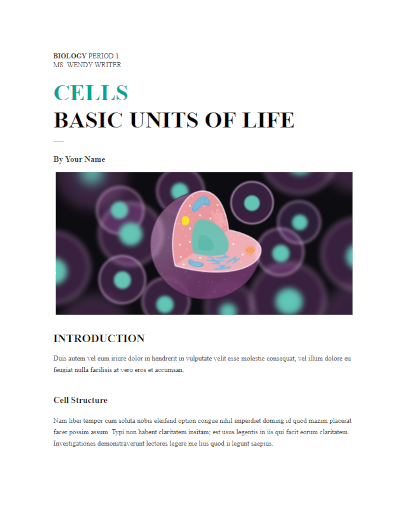 BIOLOGY PERIOD 1
MS. WENDY WRITER
CELLS
BASIC UNITS OF LIFE
By Your Name
INTRODUCTION
Duis autem vel eum iriure dolor in hendrerit in vulputate velit esse molestie consequat, vel illum dolore eu
feugiat nulla facilisis at vero eros et accumsan.
Cell Structure
Nam liber tempor cum soluta nobis eleifend option congue nihil imperdiet doming id quod mazim placerat
facer possim assum. Typi non habent claritatem insitam; est usus legentis in iis qui facit eorum claritatem.
Investigationes demonstraverunt lectores legere me lius quod ii legunt saepius.